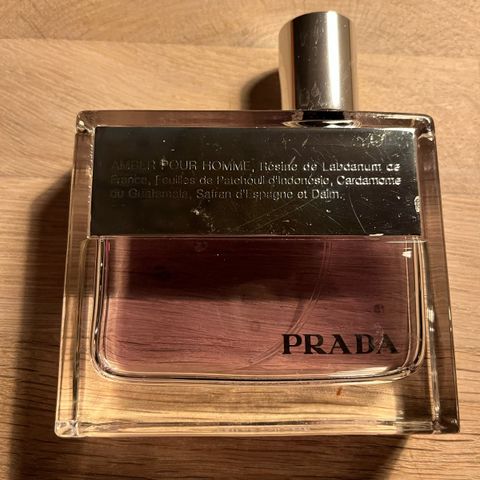 AMBER POUR HOMME, Résine de Labdanum de
France, Feuilles de Patchouli d'Indonésie, Cardamome
du Guatemala, Safran d'Espagne et Daim.
PRADA